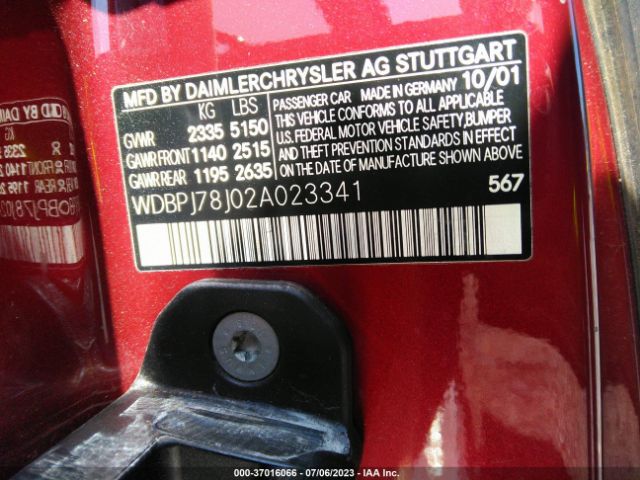 MFD BY DAIMLERCHRYSLER AG STUTTGART
KG LBS
GVWR 2335 5150
GAWR FRONT 1140 2515
GAWR REAR 1195 2635
PASSENGER CAR MADE IN GERMANY 10/01
THIS VEHICLE CONFORMS TO ALL APPLICABLE
U.S. FEDERAL MOTOR VEHICLE SAFETY, BUMPER
AND THEFT PREVENTION STANDARDS IN EFFECT
ON THE DATE OF MANUFACTURE SHOWN ABOVE
WDBPJ78J02A023341
567
000-37016066 - 07/06/2023 - IAA Inc.